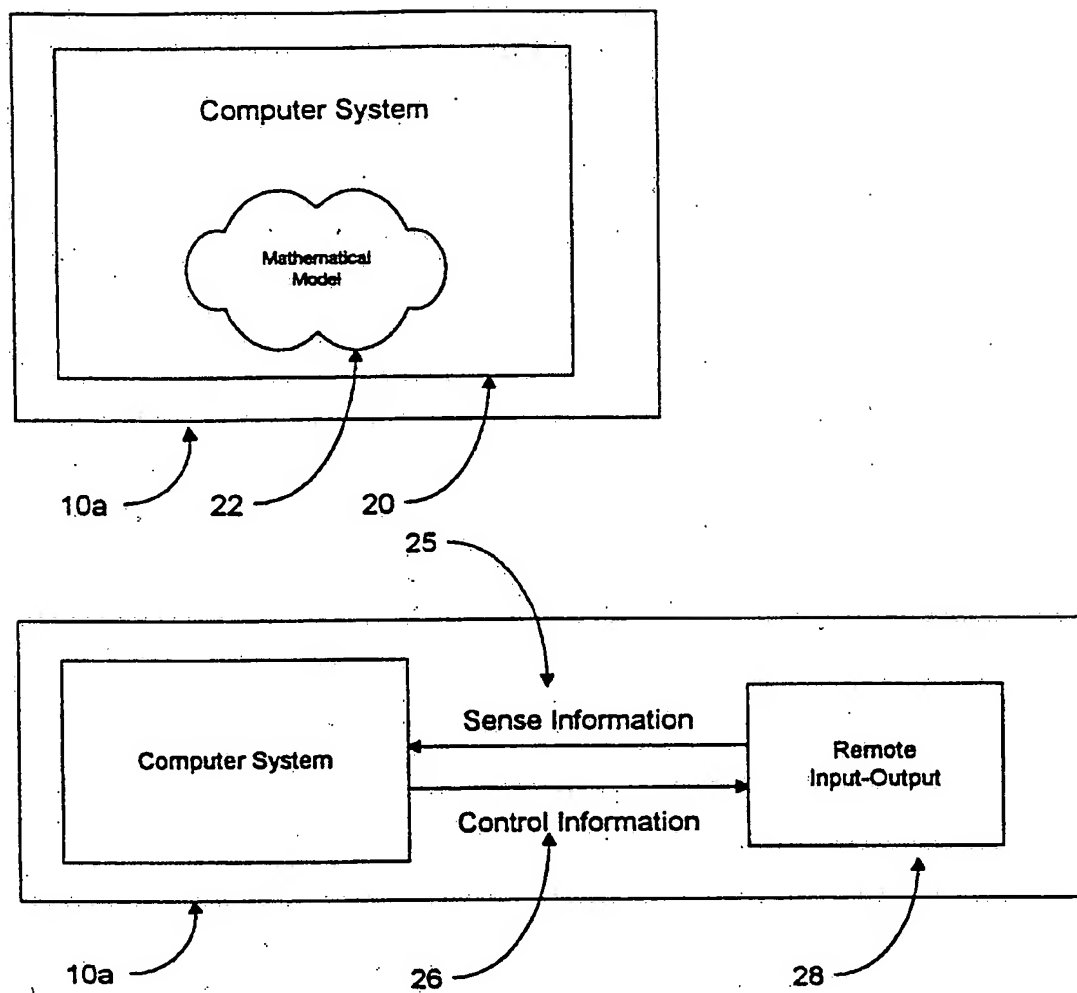 Computer System
Mathematical
Model
10a
22
20
25
Sense Information
Computer System
Remote
Input-Output
Control Information
10a
26
28